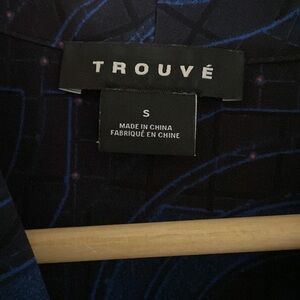 TROUVÉ
S
MADE IN CHINA
FABRIQUÉ EN CHINE